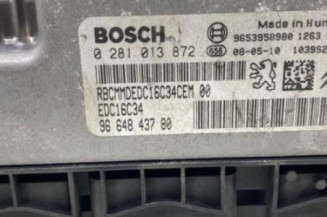 BOSCH
Made in Hun
9653958980 1263
0 281 013 872
08-05-10
RBCMMDEDC16C34CEM 00
EDC16C34
96 648 437 80